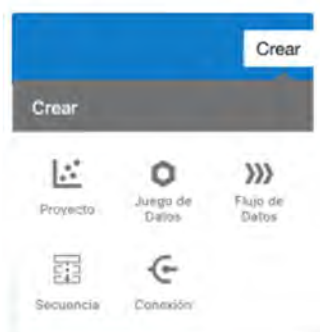 Crear
Crear
Proyecto
Juego de
Datos
Flujo de
Datos
Secuencia
Conexión